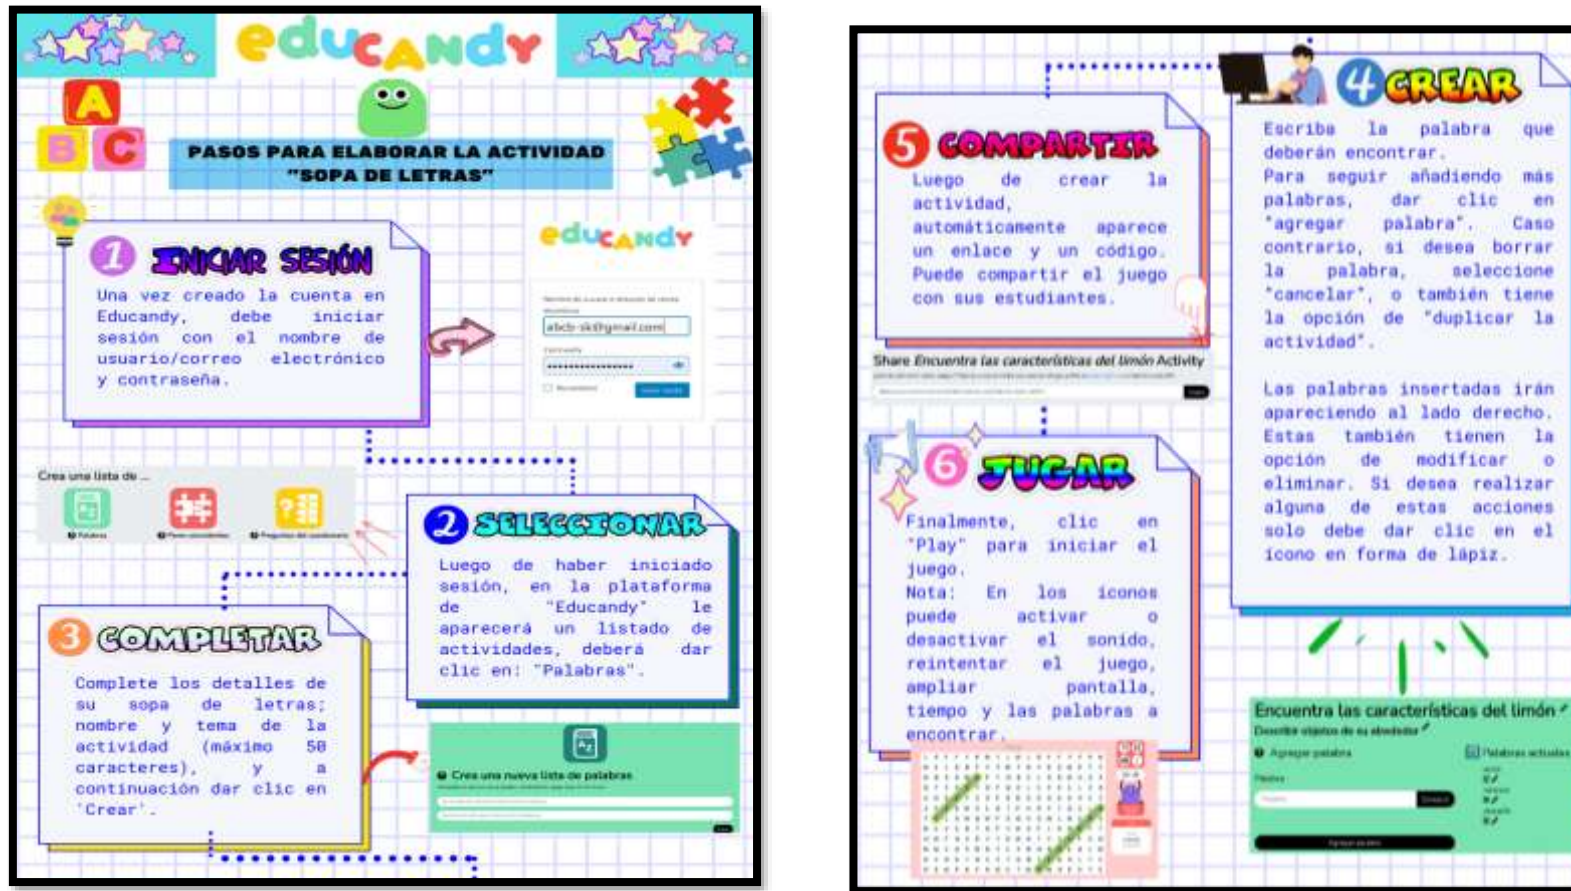 educandy
A
B C
PASOS PARA ELABORAR LA ACTIVIDAD
"SOPA DE LETRAS"
1 INICIAR SESIÓN
Una vez creado la cuenta en
Educandy, debe iniciar
sesión con el nombre de
usuario/correo electrónico
y contraseña.
educandy
Crea una lista de ...
Palabras
2 SELECCIONAR
Luego de haber iniciado
sesión, en la plataforma
de "Educandy" le
aparecerá un listado de
actividades, deberá dar
clic en: "Palabras".
3 COMPLETAR
Complete los detalles de
su sopa de letras;
nombre y tema de la
actividad (máximo 50
caracteres), y a
continuación dar clic en
'Crear'.
Crea una nueva lista de palabras
4 CREAR
Escriba la palabra que
deberán encontrar.
Para seguir añadiendo más
palabras, dar clic en
"agregar palabra". Caso
contrario, si desea borrar
la palabra, seleccione
"cancelar", o también tiene
la opción de "duplicar la
actividad".
Las palabras insertadas irán
apareciendo al lado derecho.
Estas también tienen la
opción de modificar o
eliminar. Si desea realizar
alguna de estas acciones
solo debe dar clic en el
ícono en forma de lápiz.
Encuentra las características del limón
Describir objetos de su alrededor
Agregar palabra
Palabras actuales
5 COMPARTIR
Luego de crear la
actividad,
automáticamente aparece
un enlace y un código.
Puede compartir el juego
con sus estudiantes.
Share Encuentra las características del limón Activity
6 JUGAR
Finalmente, clic en
"Play" para iniciar el
juego.
Nota: En los íconos
puede activar o
desactivar el sonido,
reintentar el juego,
ampliar pantalla,
tiempo y las palabras a
encontrar.